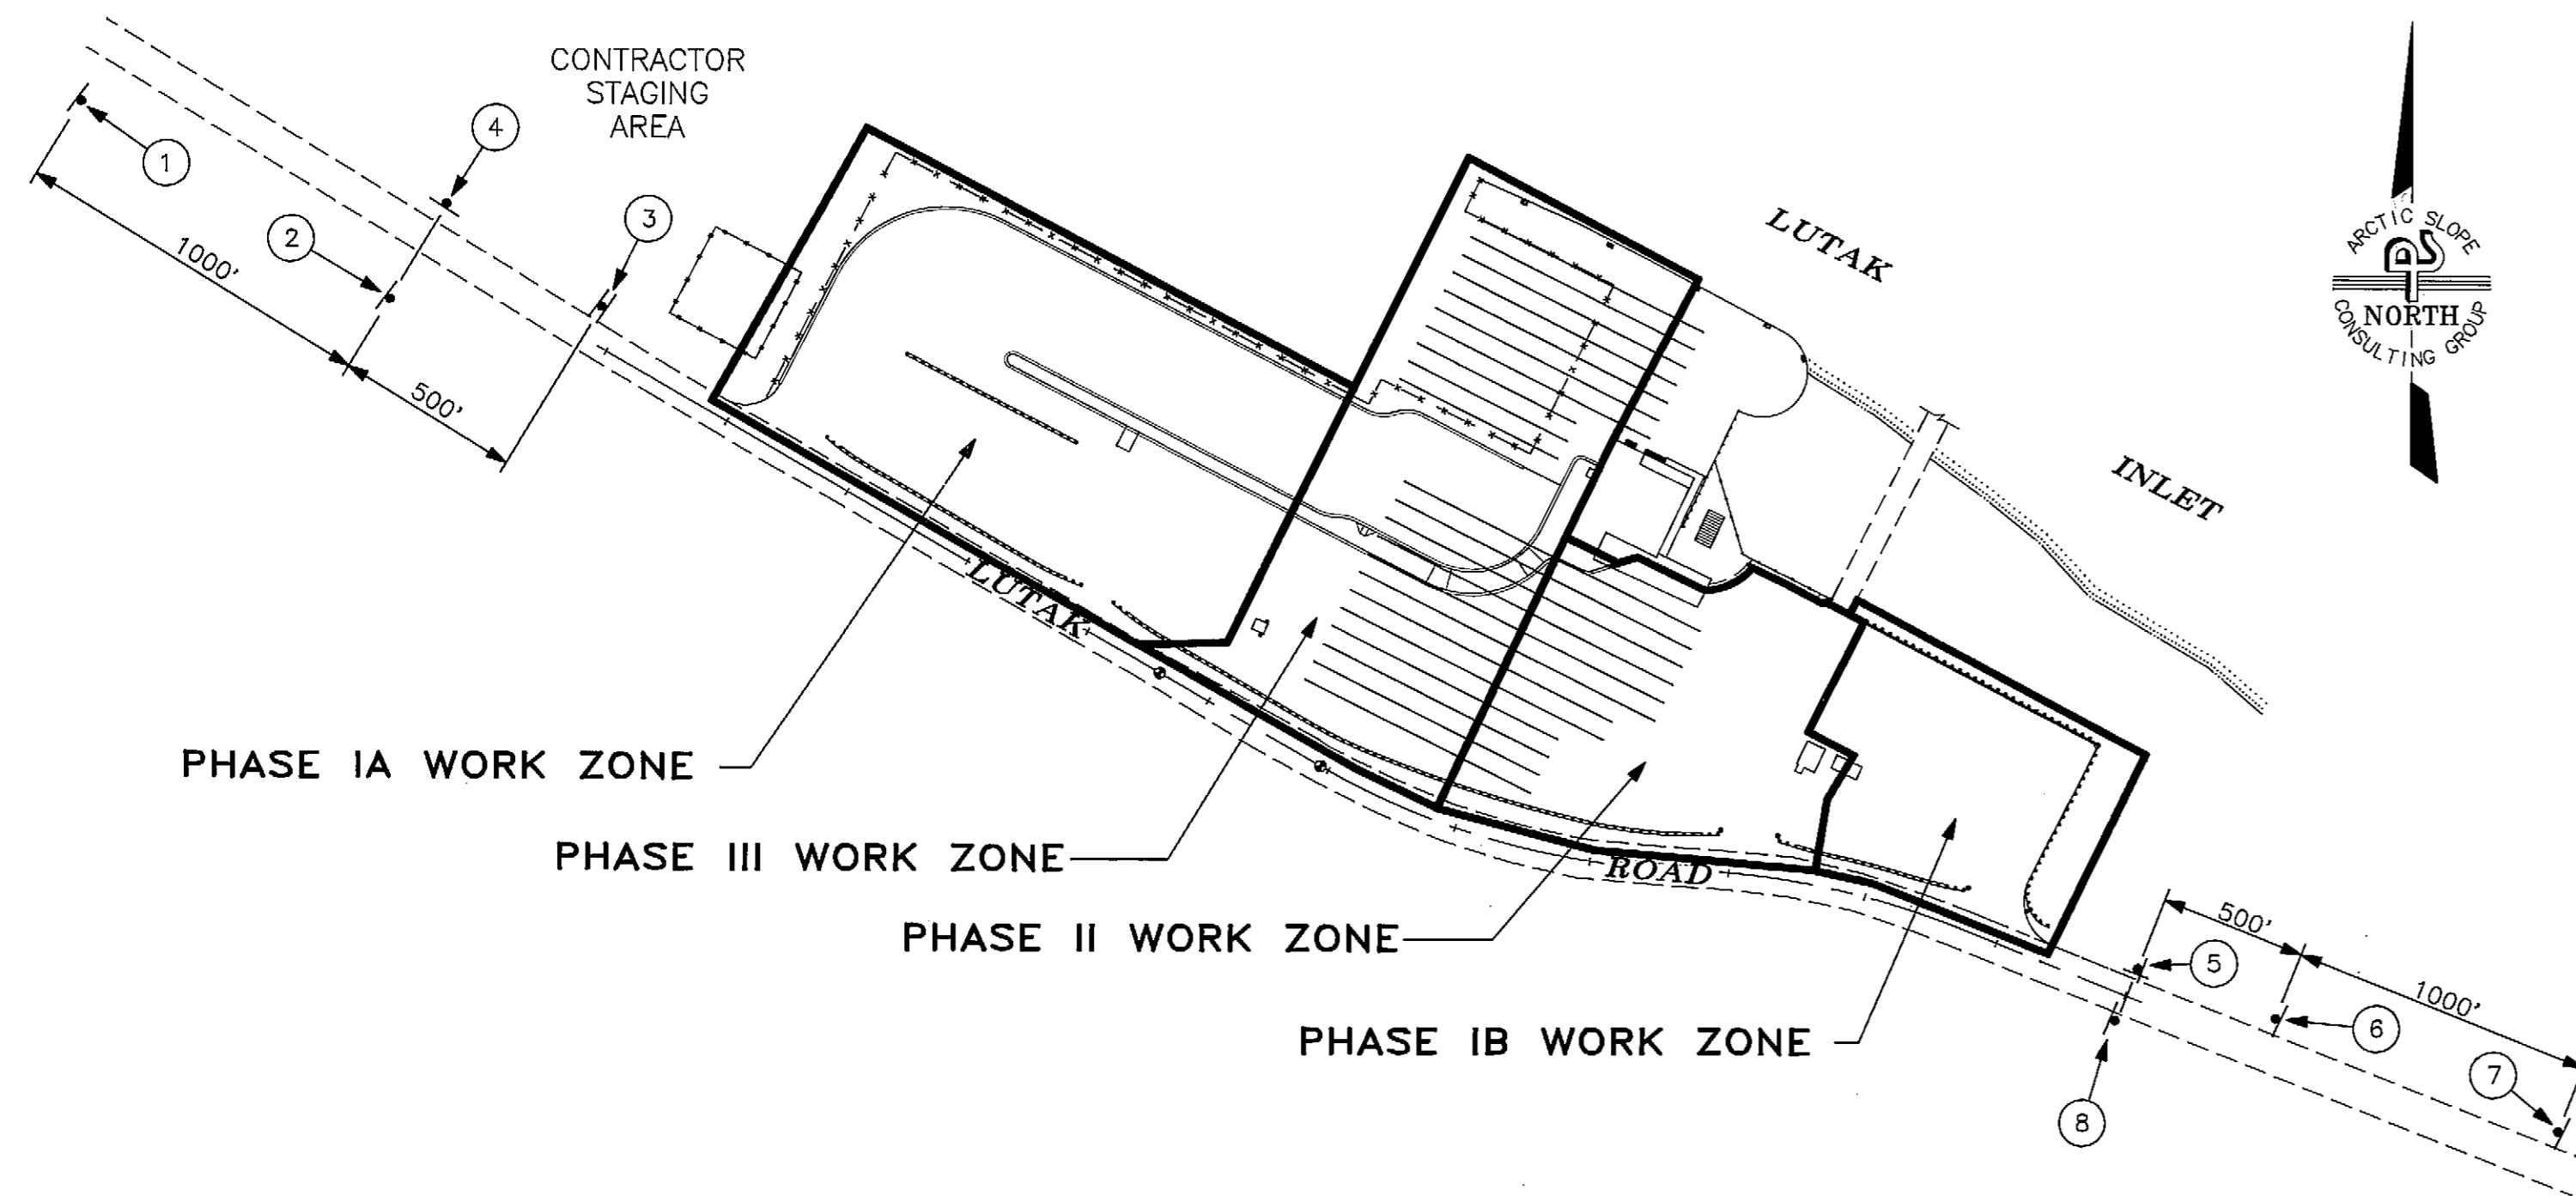 CONTRACTOR
STAGING
AREA
4
1
3
2
1000'
500'
LUTAK
INLET
ARCTIC SLOPE
NORTH
CONSULTING GROUP
LUTAK
ROAD
PHASE IA WORK ZONE
PHASE III WORK ZONE
PHASE II WORK ZONE
PHASE IB WORK ZONE
500'
1000'
5
6
7
8